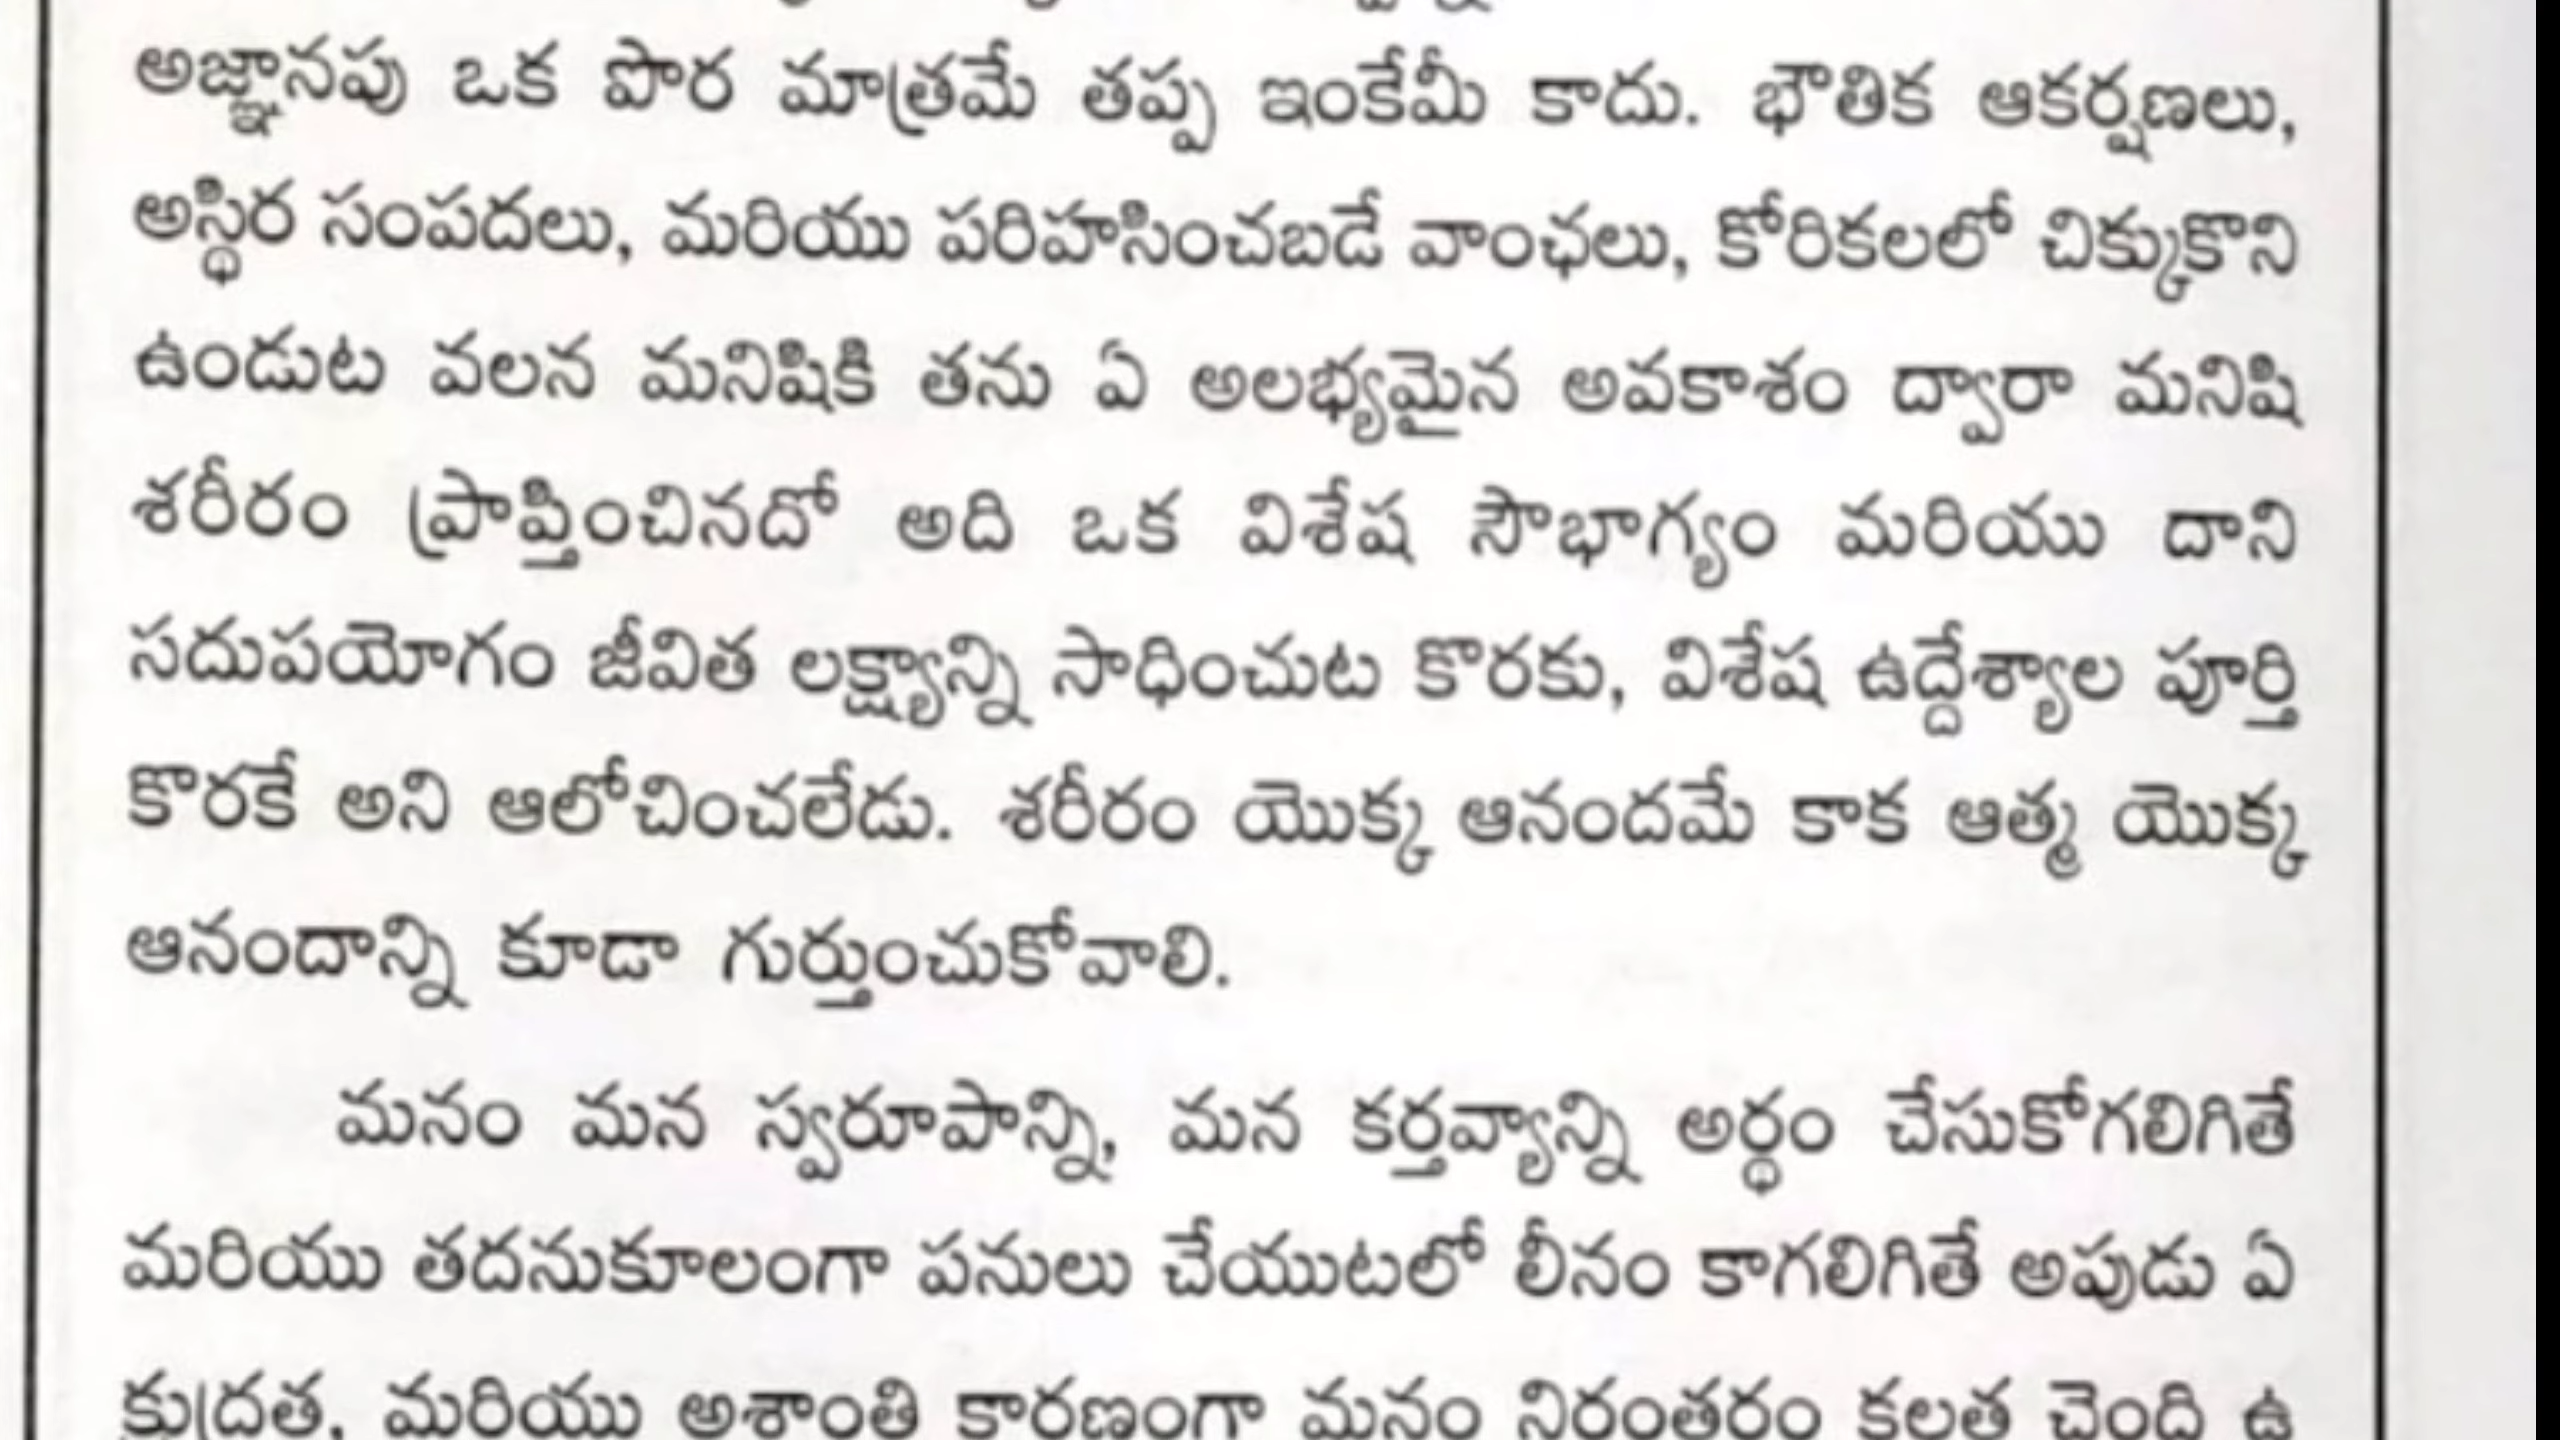 అజ్ఞానపు ఒక పొర మాత్రమే తప్ప ఇంకేమీ కాదు. భౌతిక ఆకర్షణలు,
అస్థిర సంపదలు, మరియు పరిహసించబడే వాంఛలు, కోరికలలో చిక్కుకొని
ఉండుట వలన మనిషికి తను ఏ అలభ్యమైన అవకాశం ద్వారా మనిషి
శరీరం ప్రాప్తించినదో అది ఒక విశేష సౌభాగ్యం మరియు దాని
సదుపయోగం జీవిత లక్ష్యాన్ని సాధించుట కొరకు, విశేష ఉద్దేశ్యాల పూర్తి
కొరకే అని ఆలోచించలేడు. శరీరం యొక్క ఆనందమే కాక ఆత్మ యొక్క
ఆనందాన్ని కూడా గుర్తుంచుకోవాలి.
మనం మన స్వరూపాన్ని, మన కర్తవ్యాన్ని అర్థం చేసుకోగలిగితే
మరియు తదనుకూలంగా పనులు చేయుటలో లీనం కాగలిగితే అపుడు ఏ
మరియు అశాంతి కారణంగా మనం నిరంతరం కలత చెంది ఉ